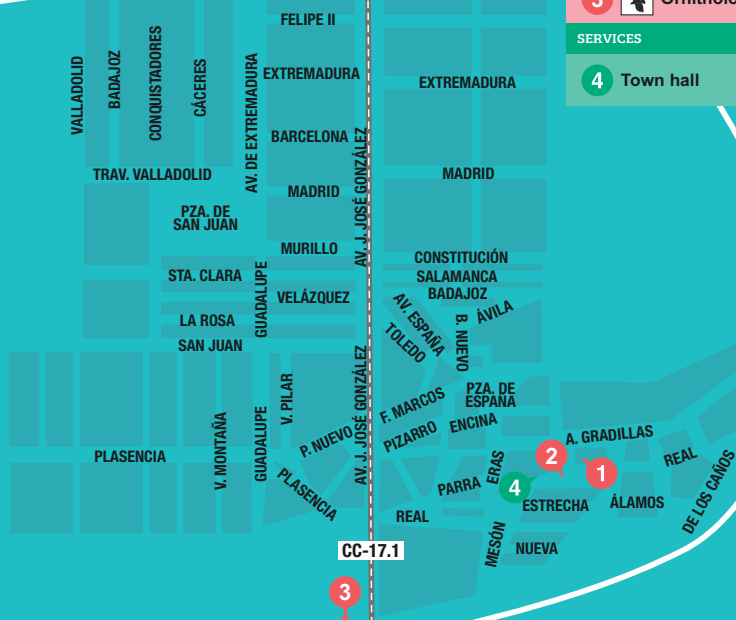 FELIPE II
3
SERVICES
4 Town hall
VALLADOLID
BADAJOZ
CONQUISTADORES
CÁCERES
AV. DE EXTREMADURA
EXTREMADURA
EXTREMADURA
BARCELONA
AV. J. JOSÉ GONZÁLEZ
TRAV. VALLADOLID
MADRID
MADRID
PZA. DE
SAN JUAN
MURILLO
CONSTITUCIÓN
STA. CLARA
GUADALUPE
SALAMANCA
VELÁZQUEZ
BADAJOZ
AV. ESPAÑA
ÁVILA
LA ROSA
TOLEDO
B. NUEVO
SAN JUAN
AV. J. JOSÉ GONZÁLEZ
V. PILAR
PZA. DE
ESPAÑA
F. MARCOS
ENCINA
V. MONTAÑA
GUADALUPE
P. NUEVO
PIZARRO
A. GRADILLAS
PLASENCIA
2
REAL
1
ERAS
PLASENCIA
PARRA
4
DE LOS CAÑOS
ESTRECHA
ÁLAMOS
REAL
MESÓN
NUEVA
CC-17.1
3